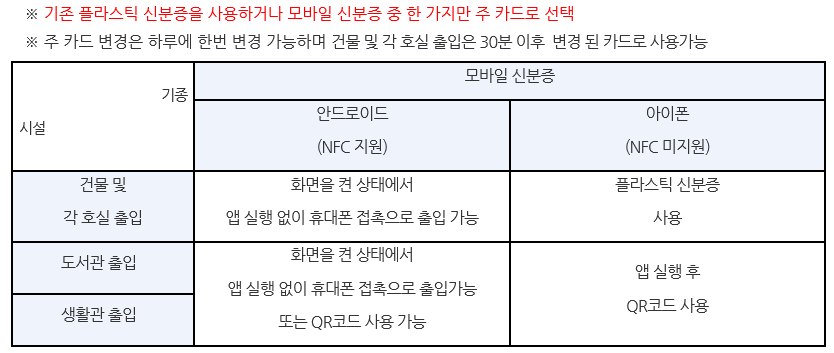 ※ 기존 플라스틱 신분증을 사용하거나 모바일 신분증 중 한 가지만 주 카드로 선택
※ 주 카드 변경은 하루에 한번 변경 가능하며 건물 및 각 호실 출입은 30분 이후 변경 된 카드로 사용가능
기종
시설
모바일 신분증
안드로이드
(NFC 지원)
아이폰
(NFC 미지원)
건물 및
각 호실 출입
화면을 켠 상태에서
앱 실행 없이 휴대폰 접촉으로 출입 가능
플라스틱 신분증
사용
도서관 출입
생활관 출입
화면을 켠 상태에서
앱 실행 없이 휴대폰 접촉으로 출입가능
또는 QR코드 사용 가능
앱 실행 후
QR코드 사용